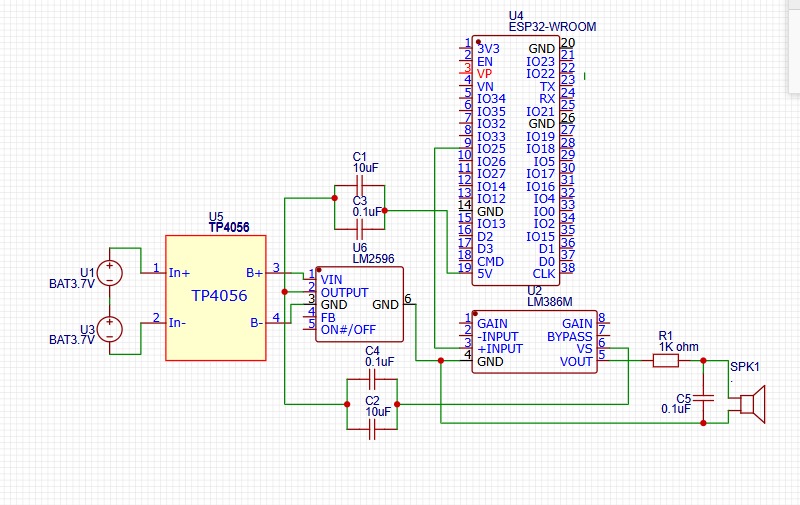 U4
ESP32-WROOM
1 3V3 GND 20
2 EN IO23 21
3 VP IO22 22
4 VN TX 23
5 IO34 RX 24
6 IO35 IO21 25
7 IO32 GND 26
8 IO33 IO19 27
9 IO25 IO18 28
10 IO26 IO5 29
11 IO27 IO17 30
12 IO14 IO16 31
13 IO12 IO4 32
14 GND IO0 33
15 IO13 IO2 34
16 D2 IO15 35
17 D3 D1 36
18 CMD D0 37
19 5V CLK 38
C1
10uF
C3
0.1uF
U5
TP4056
1 In+ B+ 3
TP4056
2 In- B- 4
U1
BAT3.7V
U3
BAT3.7V
U6
LM2596
1 VIN
2 OUTPUT
3 GND GND 6
4 FB
5 ON#/OFF
U2
LM386M
1 GAIN GAIN 8
2 -INPUT BYPASS 7
3 +INPUT VS 6
4 GND VOUT 5
C4
0.1uF
C2
10uF
R1
1K ohm
SPK1
.
C5
0.1uF